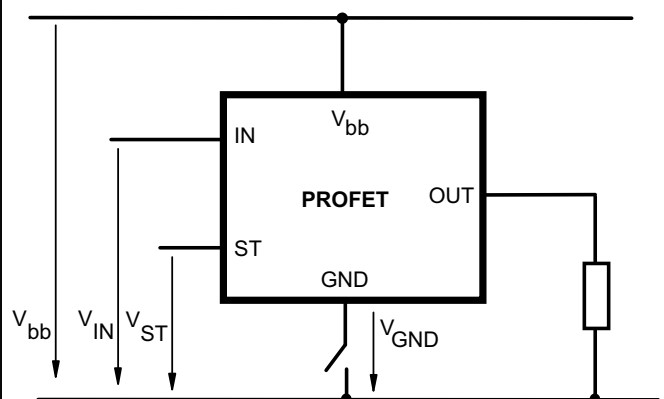 Vbb
IN
PROFET
OUT
ST
GND
Vbb
VIN
VST
VGND